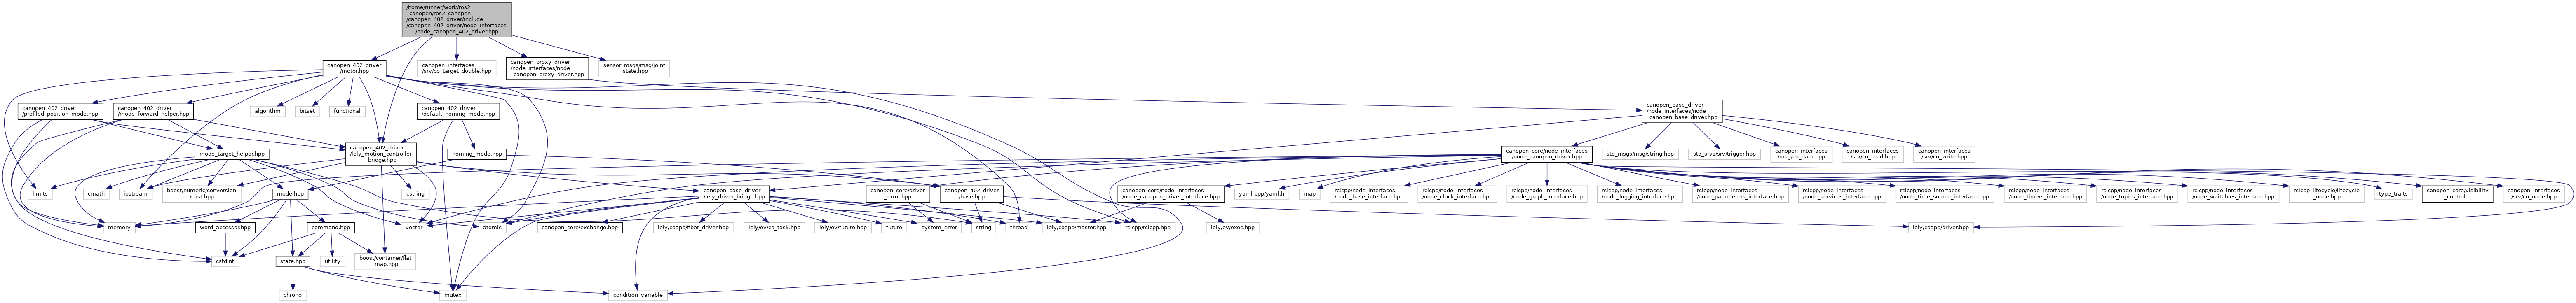 /home/runner/work/ros2
_canopen/ros2_canopen
/canopen_402_driver/include
/canopen_402_driver/node_interfaces
/node_canopen_402_driver.hpp
canopen_402_driver
/motor.hpp
canopen_interfaces
/srv/co_target_double.hpp
canopen_proxy_driver
/node_interfaces/node
_canopen_proxy_driver.hpp
sensor_msgs/msg/joint
_state.hpp
canopen_402_driver
/profiled_position_mode.hpp
canopen_402_driver
/mode_forward_helper.hpp
algorithm
bitset
functional
canopen_402_driver
/default_homing_mode.hpp
canopen_base_driver
/node_interfaces/node
_canopen_base_driver.hpp
mode_target_helper.hpp
canopen_402_driver
/lely_motion_controller
_bridge.hpp
homing_mode.hpp
canopen_core/node_interfaces
/node_canopen_driver.hpp
std_msgs/msg/string.hpp
std_srvs/srv/trigger.hpp
canopen_interfaces
/msg/co_data.hpp
canopen_interfaces
/srv/co_read.hpp
canopen_interfaces
/srv/co_write.hpp
limits
cmath
iostream
boost/numeric/conversion
/cast.hpp
mode.hpp
cstring
canopen_base_driver
/lely_driver_bridge.hpp
canopen_core/driver
_error.hpp
canopen_402_driver
/base.hpp
canopen_core/node_interfaces
/node_canopen_driver_interface.hpp
yaml-cpp/yaml.h
map
rclcpp/node_interfaces
/node_base_interface.hpp
rclcpp/node_interfaces
/node_clock_interface.hpp
rclcpp/node_interfaces
/node_graph_interface.hpp
rclcpp/node_interfaces
/node_logging_interface.hpp
rclcpp/node_interfaces
/node_parameters_interface.hpp
rclcpp/node_interfaces
/node_services_interface.hpp
rclcpp/node_interfaces
/node_time_source_interface.hpp
rclcpp/node_interfaces
/node_timers_interface.hpp
rclcpp/node_interfaces
/node_topics_interface.hpp
rclcpp/node_interfaces
/node_waitables_interface.hpp
rclcpp_lifecycle/lifecycle
_node.hpp
type_traits
canopen_core/visibility
_control.h
canopen_interfaces
/srv/co_node.hpp
memory
word_accessor.hpp
command.hpp
vector
atomic
canopen_core/exchange.hpp
lely/coapp/fiber_driver.hpp
lely/ev/co_task.hpp
lely/ev/future.hpp
future
system_error
string
thread
lely/coapp/master.hpp
rclcpp/rclcpp.hpp
lely/ev/exec.hpp
lely/coapp/driver.hpp
cstdint
state.hpp
utility
boost/container/flat
_map.hpp
chrono
mutex
condition_variable